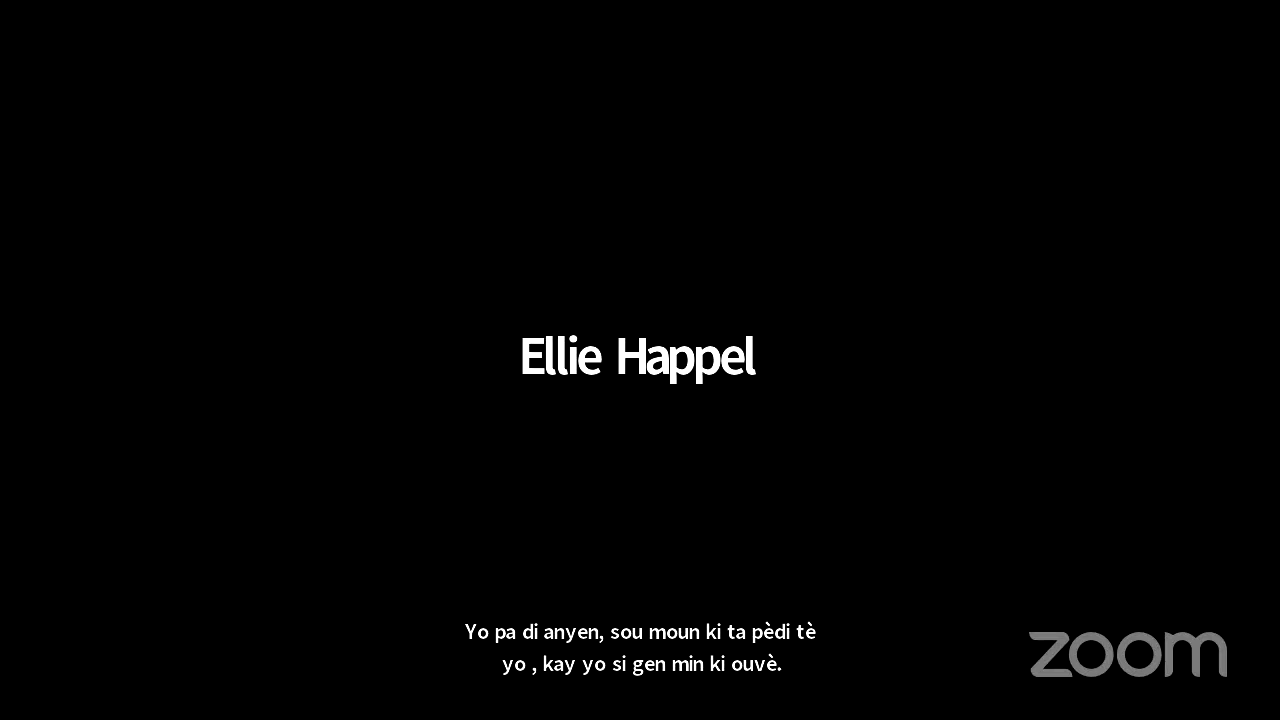 Ellie Happel
Yo pa di anyen, sou moun ki ta pèdi tè
yo , kay yo si gen min ki ouvè.
zoom